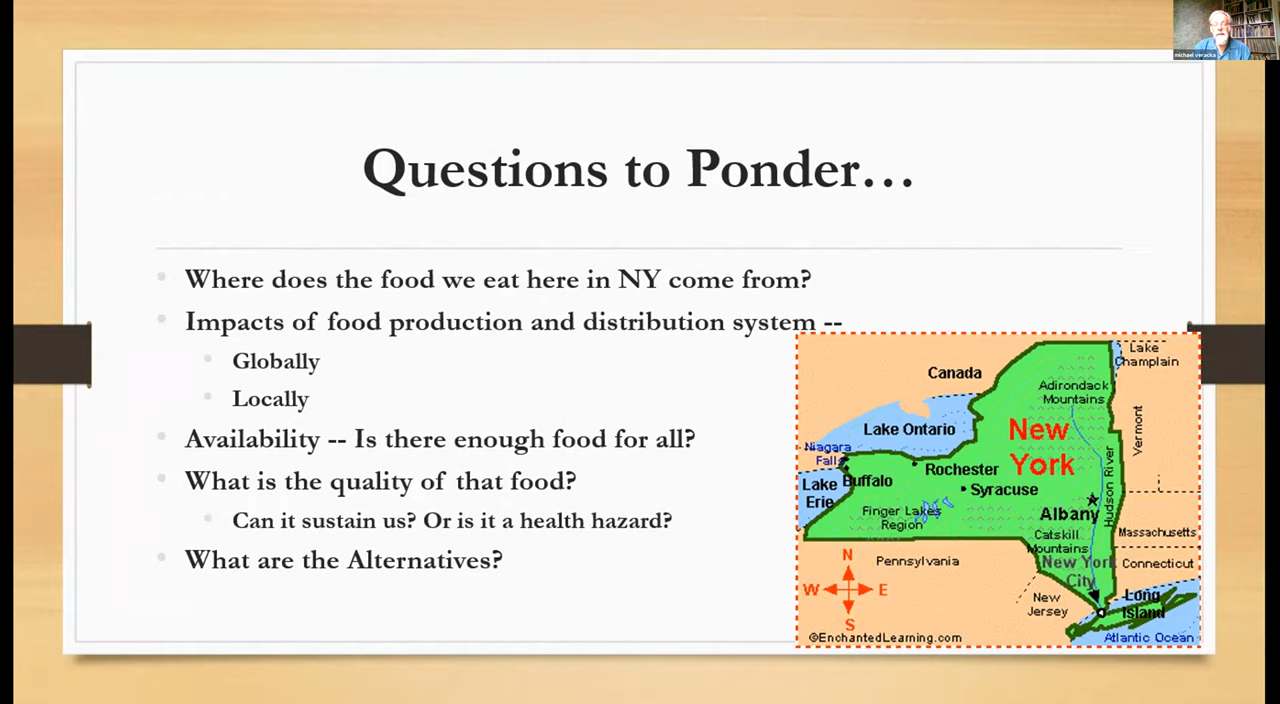 michael veracka
Questions to Ponder…
Where does the food we eat here in NY come from?
Impacts of food production and distribution system --
Globally
Locally
Availability -- Is there enough food for all?
What is the quality of that food?
Can it sustain us? Or is it a health hazard?
What are the Alternatives?
Lake
Champlain
Canada
Adirondack
Mountains
Vermont
Lake Ontario
New
York
Niagara
Falls
Rochester
Buffalo
Lake
Erie
Syracuse
Hudson River
Finger Lakes
Region
Albany
Massachusetts
Catskill
Mountains
Pennsylvania
New York
City
Connecticut
N
W E
S
New
Jersey
Long
Island
©EnchantedLearning.com
Atlantic Ocean